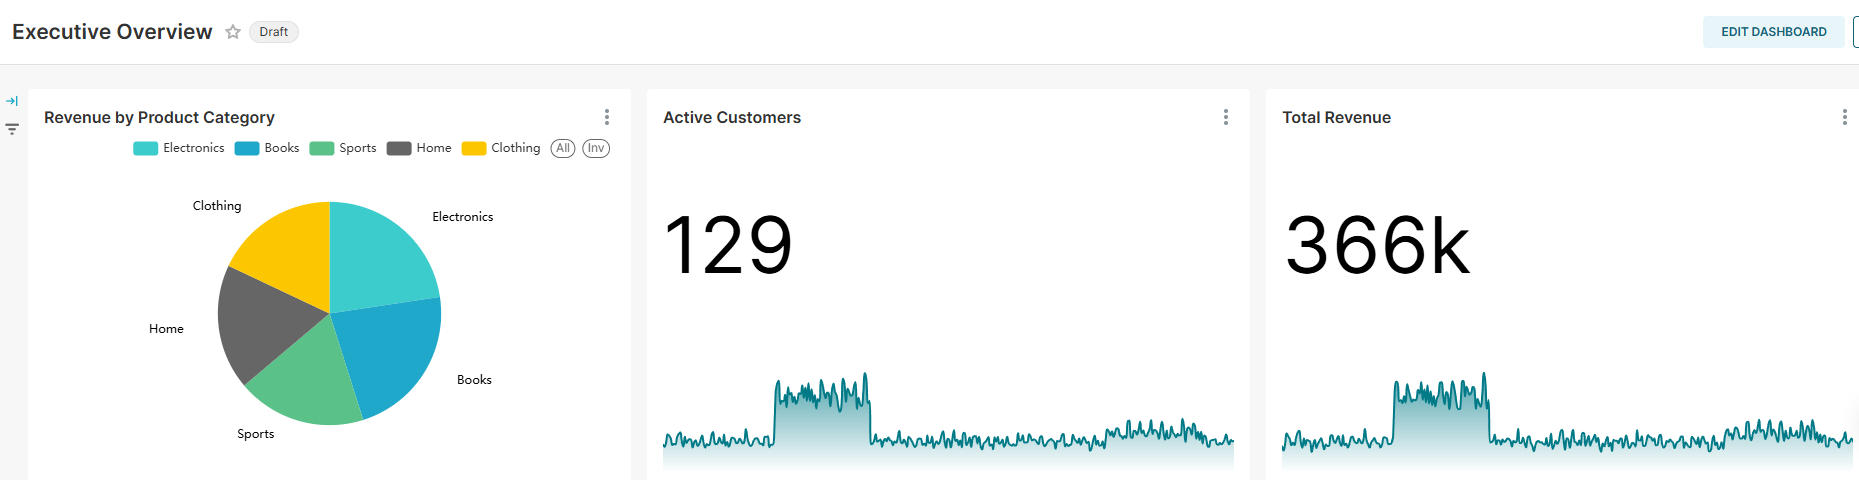 Executive Overview Draft EDIT DASHBOARD
Revenue by Product Category
Electronics Books Sports Home Clothing All Inv
Clothing
Electronics
Home
Books
Sports
Active Customers
129
Total Revenue
366k